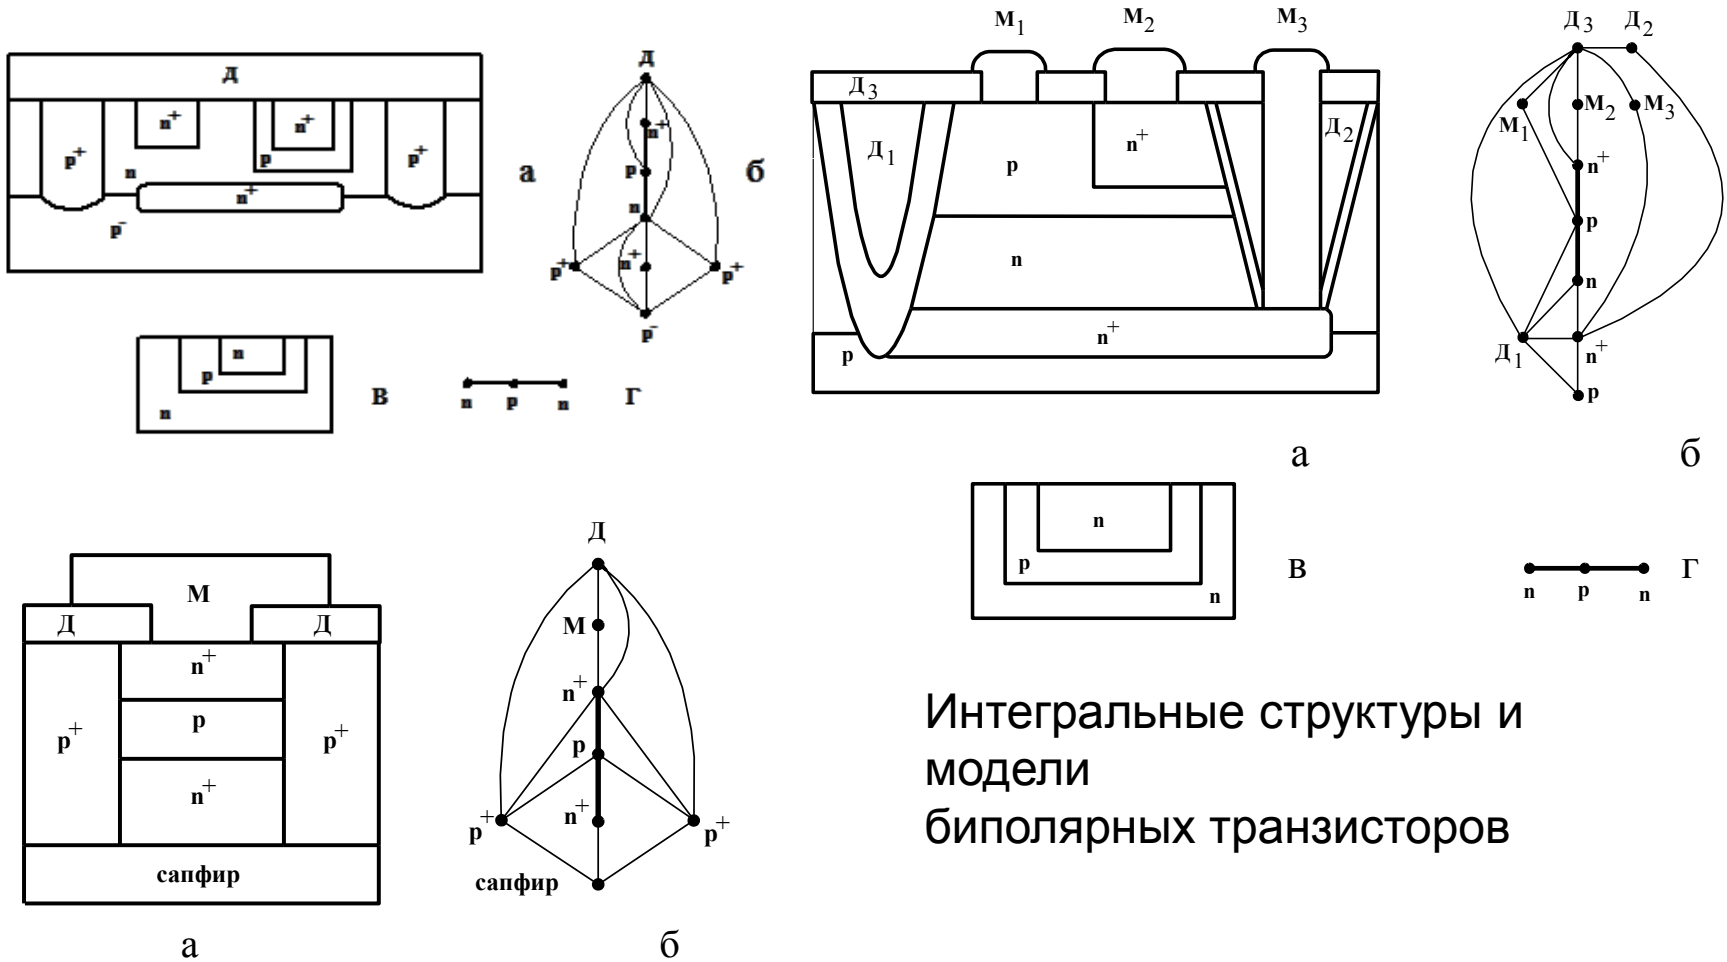 Д
n+
n+
p+
p
n
p+
n+
p-
а
Д
n+
p
n
p+
n+
p+
p-
б
n
p
n
в
n p n
г
M1 M2 M3
Д3
Д1
p
n+
Д2
n
n+
p
а
Д3 Д2
M1
M2
M3
n+
p
n
Д1
n+
p
б
n
p
n
в
n p n
г
M
Д Д
n+
p+
p
p+
n+
сапфир
а
Д
M
n+
p
p+
n+
p+
сапфир
б
Интегральные структуры и
модели
биполярных транзисторов